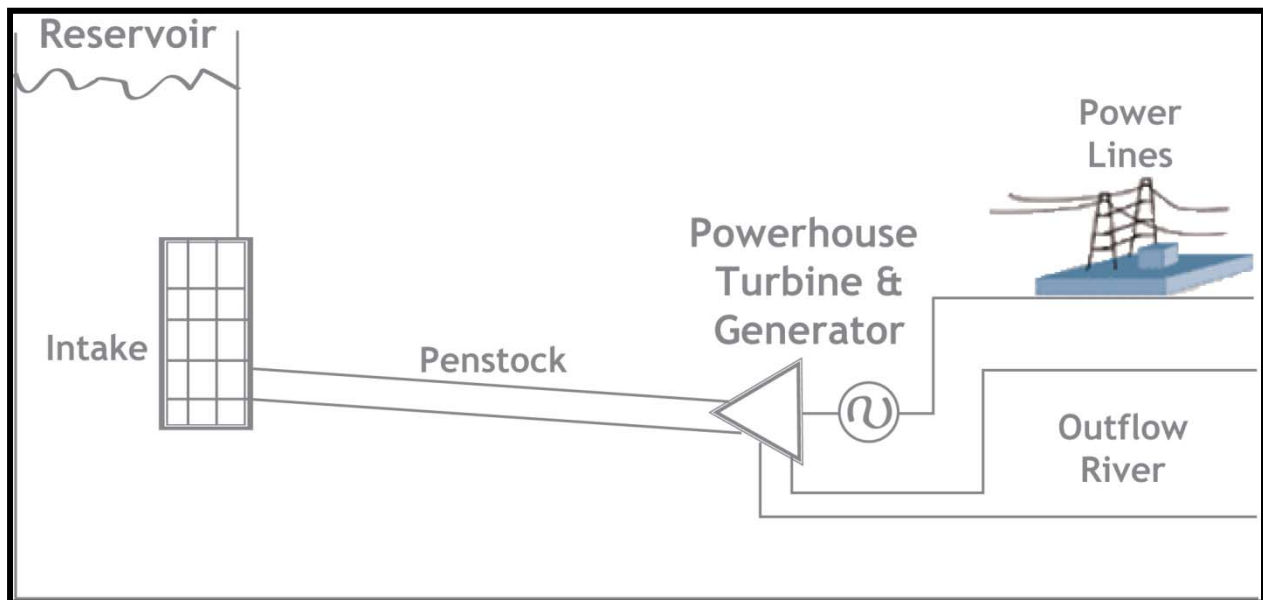 Reservoir
Power
Lines
Powerhouse
Turbine &
Generator
Intake
Penstock
Outflow
River